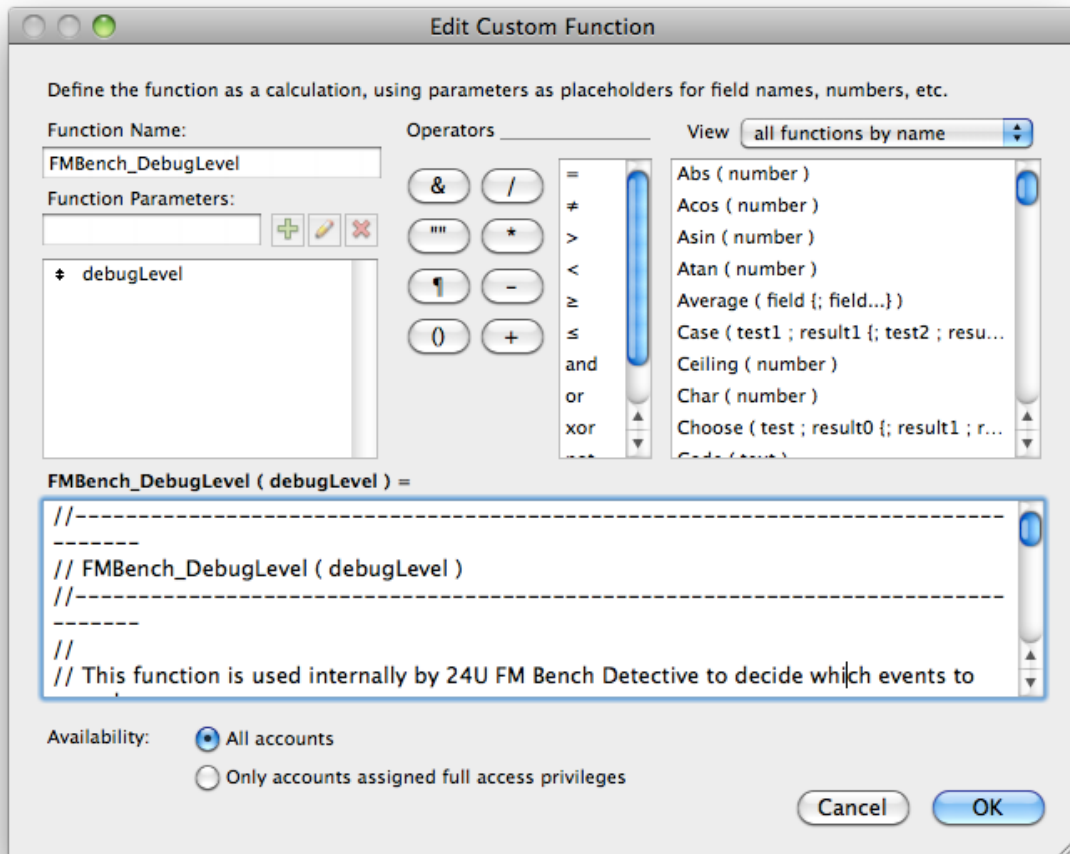 Edit Custom Function
Define the function as a calculation, using parameters as placeholders for field names, numbers, etc.
Function Name:
FMBench_DebugLevel
Function Parameters:
debugLevel
Operators
& /
"" *
¶ -
() +
=
≠
>
<
≥
≤
and
or
xor
View all functions by name
Abs ( number )
Acos ( number )
Asin ( number )
Atan ( number )
Average ( field {; field...} )
Case ( test1 ; result1 {; test2 ; resu...
Ceiling ( number )
Char ( number )
Choose ( test ; result0 {; result1 ; r...
Code ( text )
FMBench_DebugLevel ( debugLevel ) =
//--------------------------------------------------------------------------
-------
// FMBench_DebugLevel ( debugLevel )
//--------------------------------------------------------------------------
-------
//
// This function is used internally by 24U FM Bench Detective to decide which events to
Availability:
All accounts
Only accounts assigned full access privileges
Cancel OK